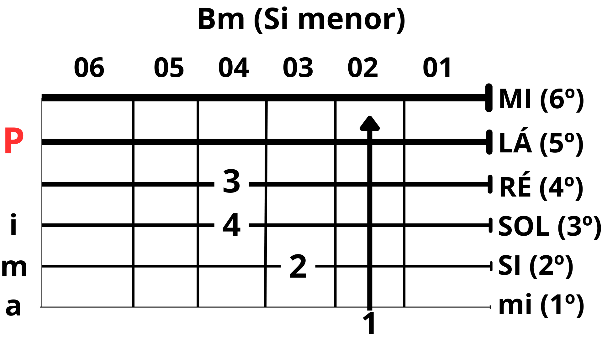 Bm (Si menor)
06 05 04 03 02 01
MI (6º)
P LÁ (5º)
3 RÉ (4º)
i 4 SOL (3º)
m 2 SI (2º)
a mi (1º)
1